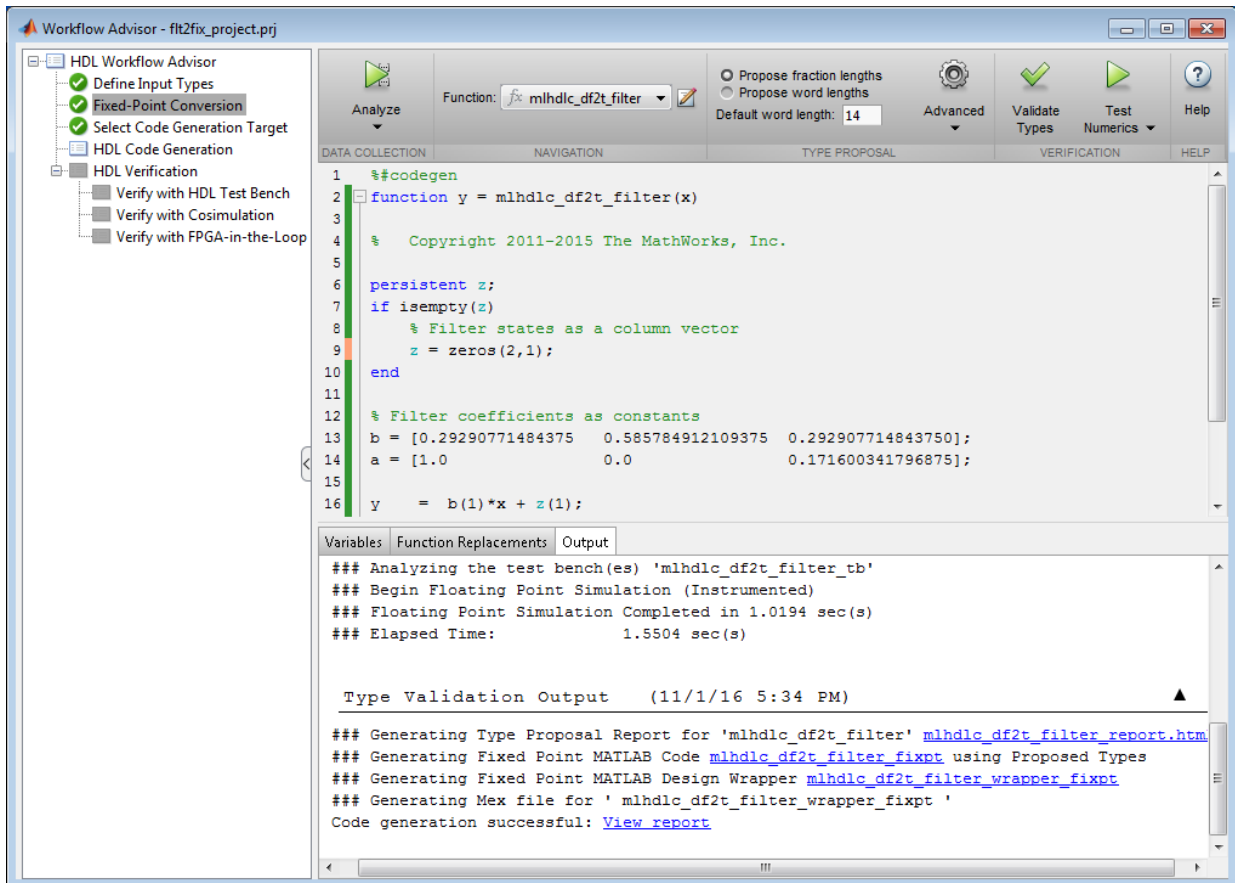 Workflow Advisor - flt2fix_project.prj
HDL Workflow Advisor
Define Input Types
Fixed-Point Conversion
Select Code Generation Target
HDL Code Generation
HDL Verification
Verify with HDL Test Bench
Verify with Cosimulation
Verify with FPGA-in-the-Loop
Analyze
Function: fx mlhdlc_df2t_filter
Propose fraction lengths
Propose word lengths
Default word length: 14
Advanced
Validate Types
Test Numerics
Help
DATA COLLECTION NAVIGATION TYPE PROPOSAL VERIFICATION HELP
1 %#codegen
2 function y = mlhdlc_df2t_filter(x)
3
4 % Copyright 2011-2015 The MathWorks, Inc.
5
6 persistent z;
7 if isempty(z)
8 % Filter states as a column vector
9 z = zeros(2,1);
10 end
11
12 % Filter coefficients as constants
13 b = [0.29290771484375 0.585784912109375 0.292907714843750];
14 a = [1.0 0.0 0.171600341796875];
15
16 y = b(1)*x + z(1);
Variables Function Replacements Output
### Analyzing the test bench(es) 'mlhdlc_df2t_filter_tb'
### Begin Floating Point Simulation (Instrumented)
### Floating Point Simulation Completed in 1.0194 sec(s)
### Elapsed Time: 1.5504 sec(s)
Type Validation Output (11/1/16 5:34 PM) ▲
### Generating Type Proposal Report for 'mlhdlc_df2t_filter' mlhdlc_df2t_filter_report.htm
### Generating Fixed Point MATLAB Code mlhdlc_df2t_filter_fixpt using Proposed Types
### Generating Fixed Point MATLAB Design Wrapper mlhdlc_df2t_filter_wrapper_fixpt
### Generating Mex file for ' mlhdlc_df2t_filter_wrapper_fixpt '
Code generation successful: View report